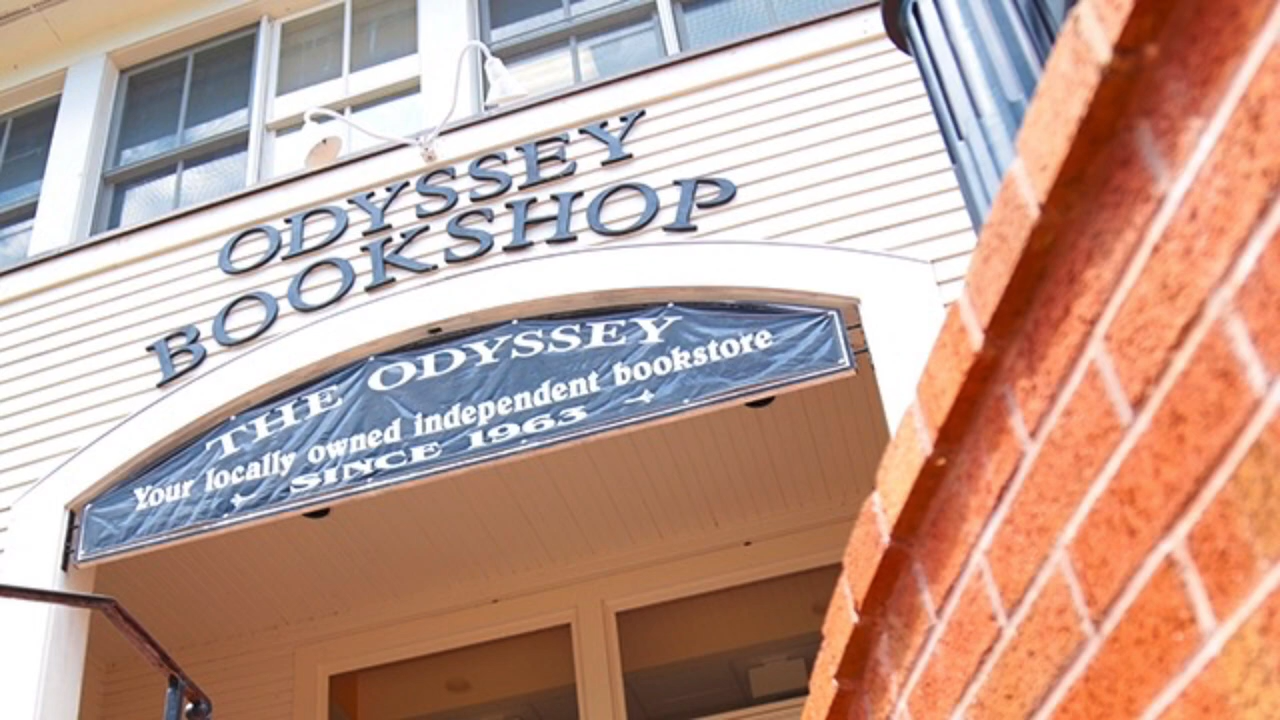 ODYSSEY
BOOKSHOP
THE ODYSSEY
Your locally owned independent bookstore
SINCE 1963